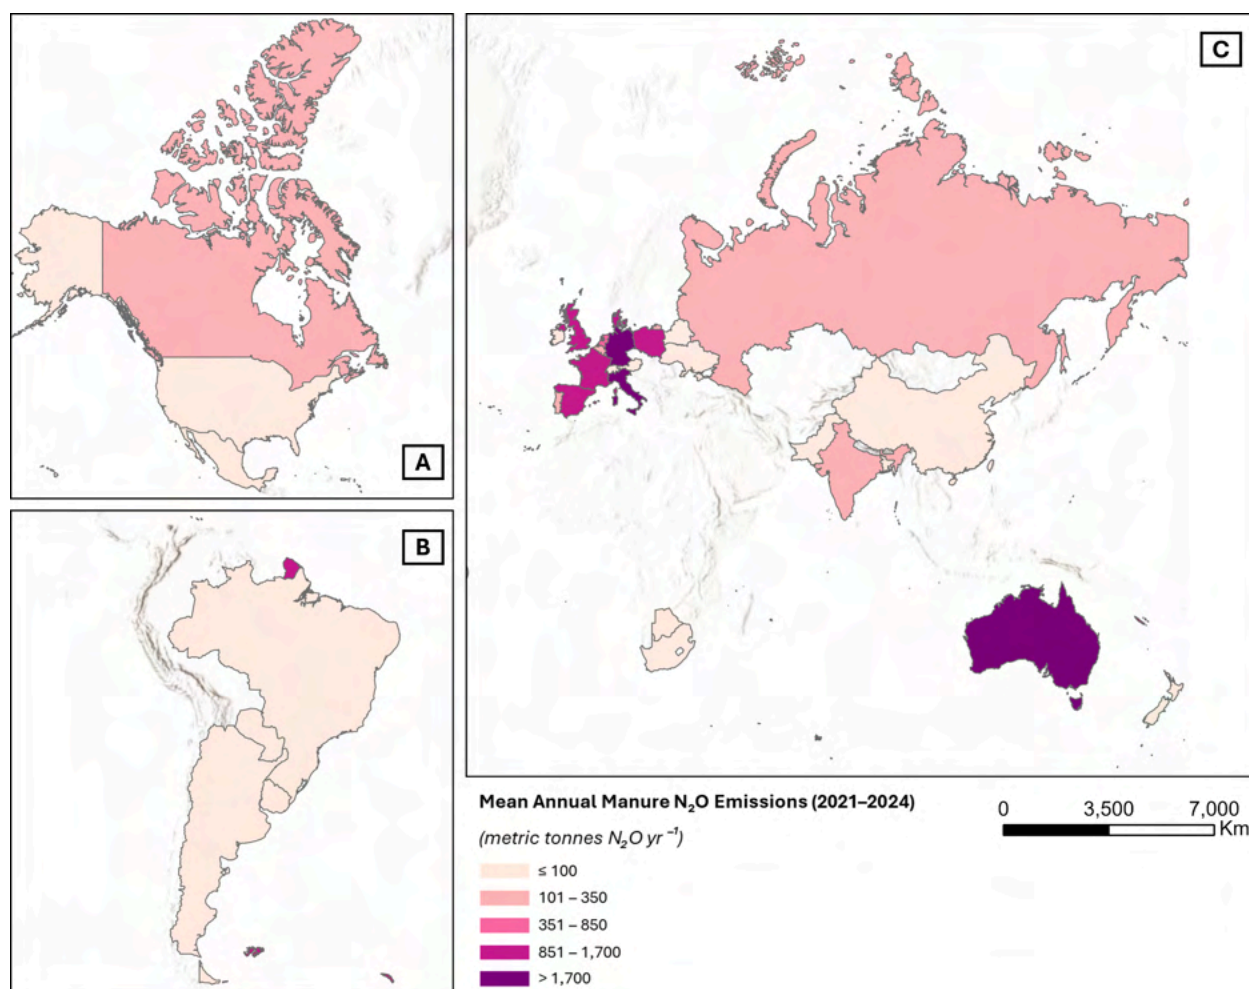 A
B
C
Mean Annual Manure N₂O Emissions (2021–2024)
(metric tonnes N₂O yr⁻¹)
≤ 100
101 – 350
351 – 850
851 – 1,700
> 1,700
0 3,500 7,000
Km